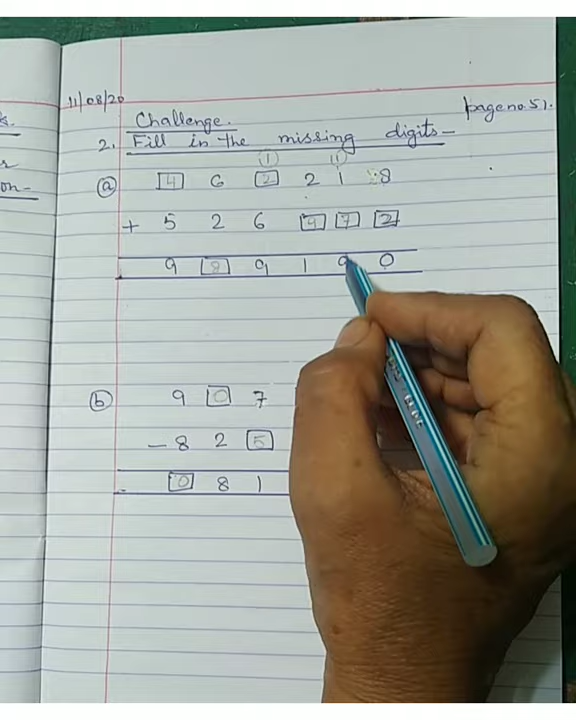 11/08/20
page no. 51.
Challenge.
2. Fill in the missing digits -
(1) (1)
(a) 4 6 2 2 1 8
+ 5 2 6 9 7 2
9 8 9 1 9 0
(b) 9 0 7
- 8 2 5
0 8 1
on -